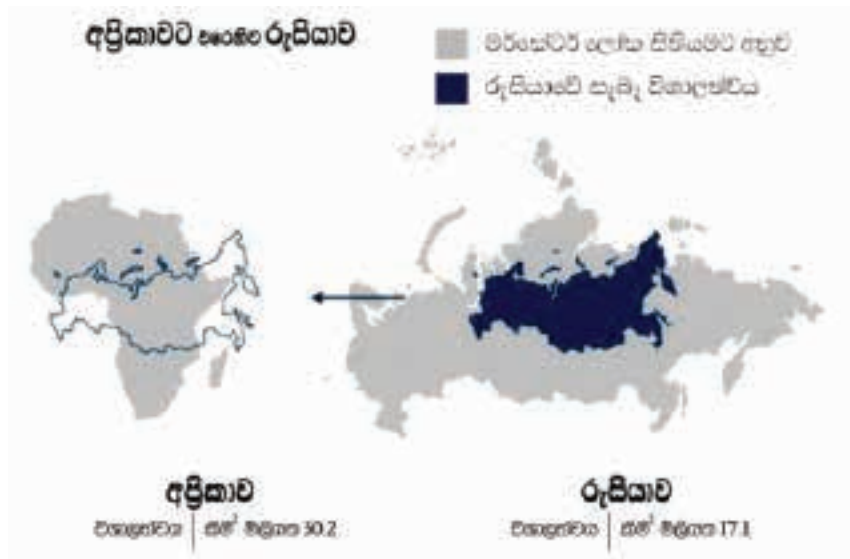 අප්‍රිකාවට එරෙහිව රුසියාව
මර්කේටර් ලෝක සිතියමට අනුව
රුසියාවේ සැබෑ විශාලත්වය
අප්‍රිකාව
විශාලත්වය | කිමී² මිලියන 30.2
රුසියාව
විශාලත්වය | කිමී² මිලියන 17.1